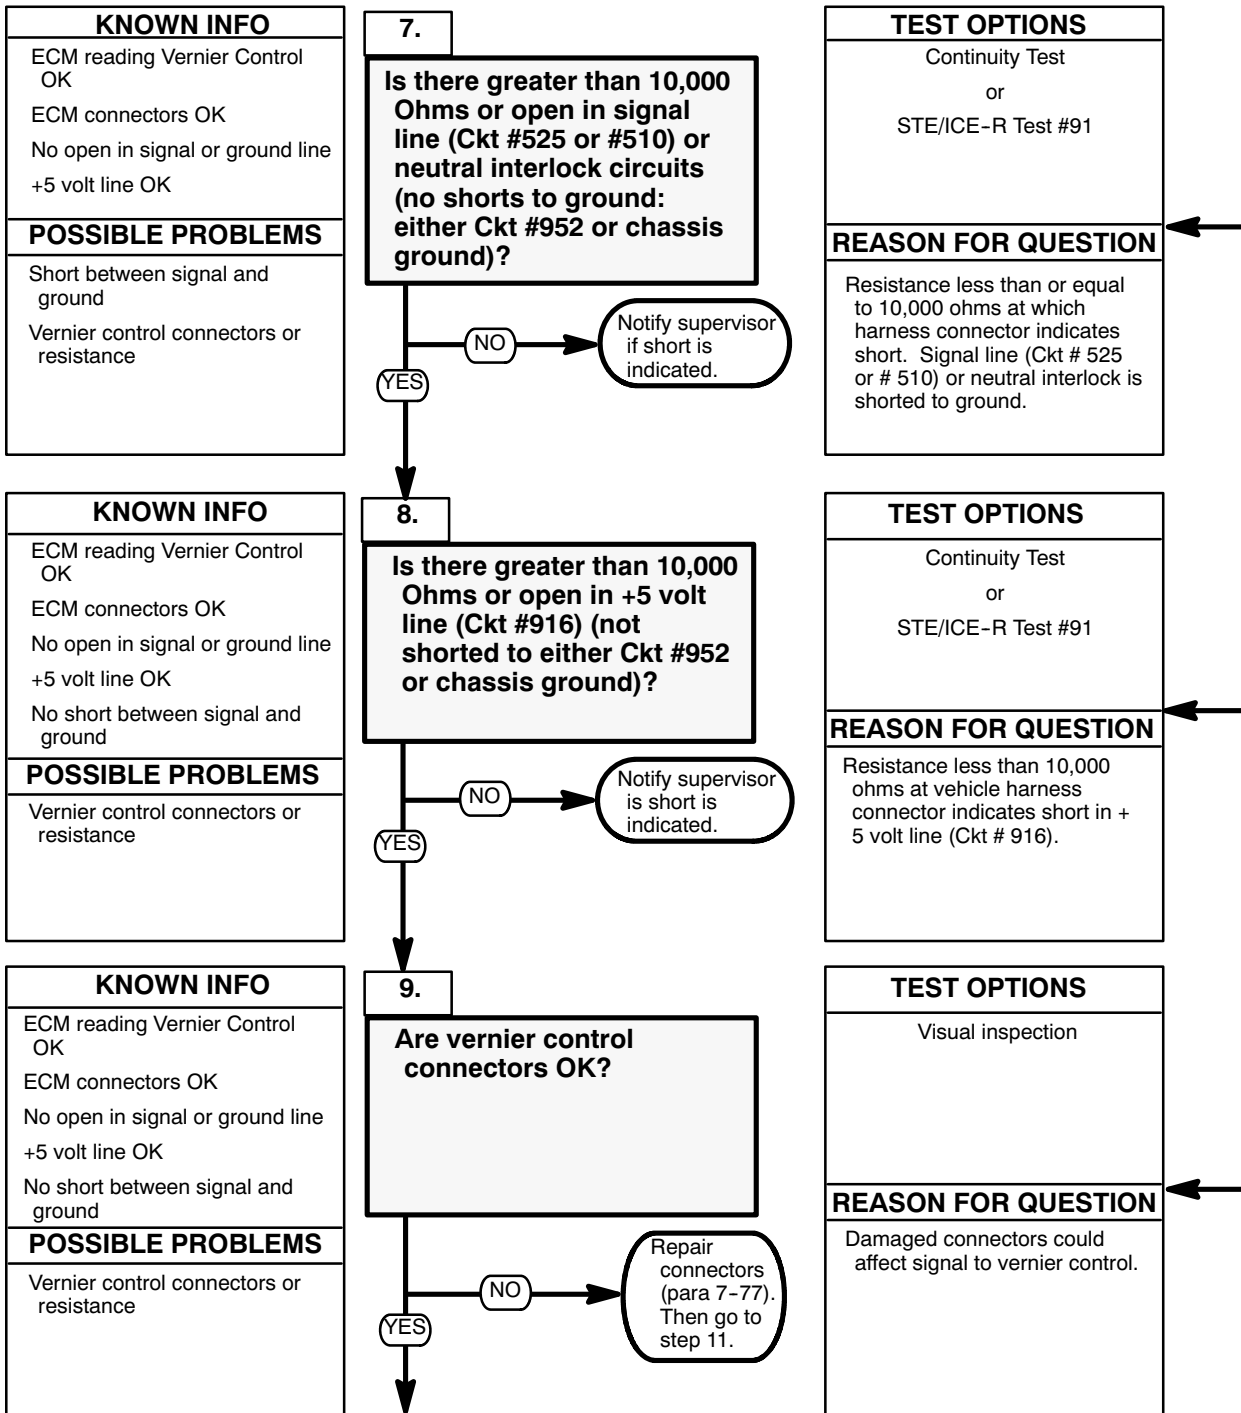 KNOWN INFO
ECM reading Vernier Control
OK
ECM connectors OK
No open in signal or ground line
+5 volt line OK
POSSIBLE PROBLEMS
Short between signal and
ground
Vernier control connectors or
resistance
7.
Is there greater than 10,000
Ohms or open in signal
line (Ckt #525 or #510) or
neutral interlock circuits
(no shorts to ground:
either Ckt #952 or chassis
ground)?
NO
Notify supervisor
if short is
indicated.
YES
TEST OPTIONS
Continuity Test
or
STE/ICE-R Test #91
REASON FOR QUESTION
Resistance less than or equal
to 10,000 ohms at which
harness connector indicates
short. Signal line (Ckt # 525
or # 510) or neutral interlock is
shorted to ground.
KNOWN INFO
ECM reading Vernier Control
OK
ECM connectors OK
No open in signal or ground line
+5 volt line OK
No short between signal and
ground
POSSIBLE PROBLEMS
Vernier control connectors or
resistance
8.
Is there greater than 10,000
Ohms or open in +5 volt
line (Ckt #916) (not
shorted to either Ckt #952
or chassis ground)?
NO
Notify supervisor
is short is
indicated.
YES
TEST OPTIONS
Continuity Test
or
STE/ICE-R Test #91
REASON FOR QUESTION
Resistance less than 10,000
ohms at vehicle harness
connector indicates short in +
5 volt line (Ckt # 916).
KNOWN INFO
ECM reading Vernier Control
OK
ECM connectors OK
No open in signal or ground line
+5 volt line OK
No short between signal and
ground
POSSIBLE PROBLEMS
Vernier control connectors or
resistance
9.
Are vernier control
connectors OK?
NO
Repair
connectors
(para 7-77).
Then go to
step 11.
YES
TEST OPTIONS
Visual inspection
REASON FOR QUESTION
Damaged connectors could
affect signal to vernier control.